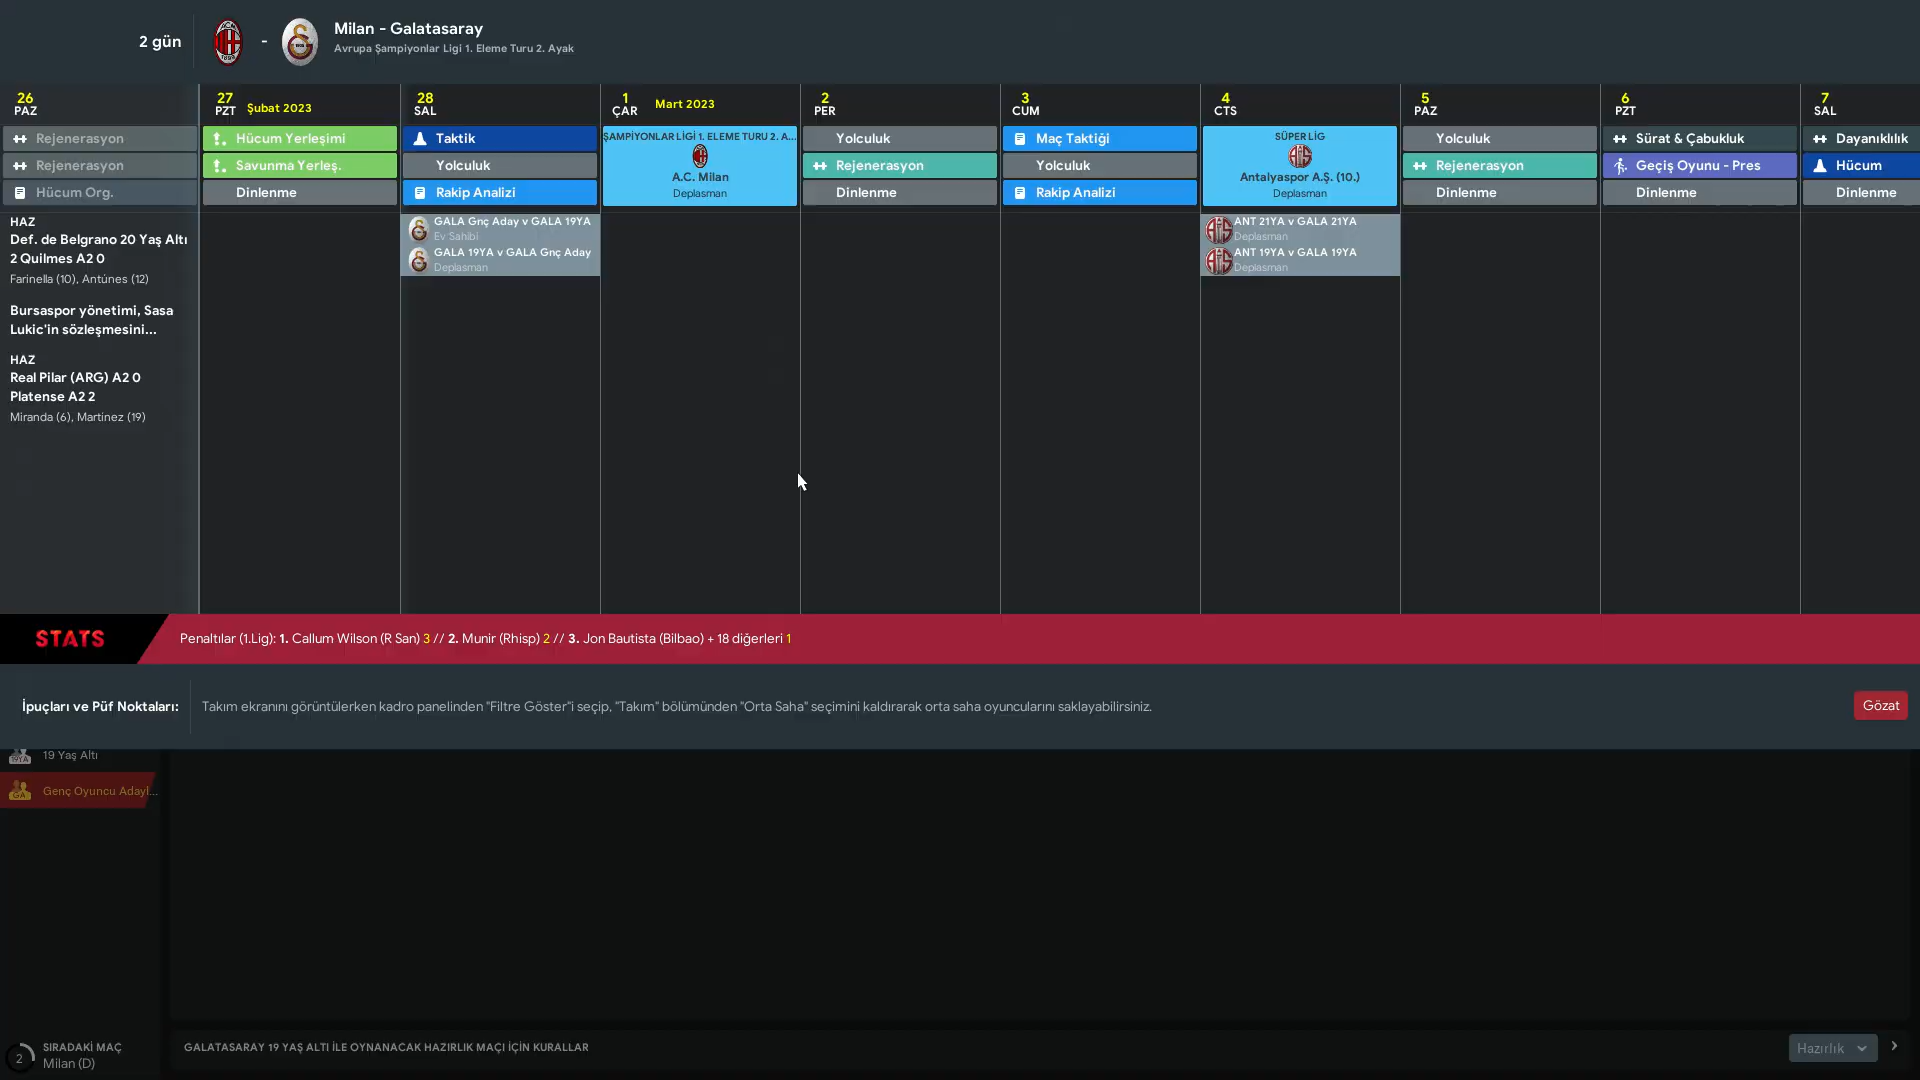 2 gün
Milan - Galatasaray
Avrupa Şampiyonlar Ligi 1. Eleme Turu 2. Ayak
26
PAZ
Rejenerasyon
Rejenerasyon
Hücum Org.
27
PZT
Şubat 2023
Hücum Yerleşimi
Savunma Yerleş.
Dinlenme
28
SAL
Taktik
Yolculuk
Rakip Analizi
1
ÇAR
Mart 2023
ŞAMPİYONLAR LİGİ 1. ELEME TURU 2. A...
A.C. Milan
Deplasman
2
PER
Yolculuk
Rejenerasyon
Dinlenme
3
CUM
Maç Taktiği
Yolculuk
Rakip Analizi
4
CTS
SÜPER LİG
Antalyaspor A.Ş. (10.)
Deplasman
5
PAZ
Yolculuk
Rejenerasyon
Dinlenme
6
PZT
Sürat & Çabukluk
Geçiş Oyunu - Pres
Dinlenme
7
SAL
Dayanıklılık
Hücum
Dinlenme
HAZ
Def. de Belgrano 20 Yaş Altı
2 Quilmes A2 0
Farinella (10), Antúnes (12)
Bursaspor yönetimi, Sasa
Lukic'in sözleşmesini...
HAZ
Real Pilar (ARG) A2 0
Platense A2 2
Miranda (6), Martinez (19)
GALA Gnç Aday v GALA 19YA
Ev Sahibi
GALA 19YA v GALA Gnç Aday
Deplasman
ANT 21YA v GALA 21YA
Deplasman
ANT 19YA v GALA 19YA
Deplasman
STATS
Penaltılar (1.Lig): 1. Callum Wilson (R San) 3 // 2. Munir (Rhisp) 2 // 3. Jon Bautista (Bilbao) + 18 diğerleri 1
İpuçları ve Püf Noktaları:
Takım ekranını görüntülerken kadro panelinden "Filtre Göster"i seçip, "Takım" bölümünden "Orta Saha" seçimini kaldırarak orta saha oyuncularını saklayabilirsiniz.
Gözat
19YA
19 Yaş Altı
GA
Genç Oyuncu Adayl...
2
SIRADAKİ MAÇ
Milan (D)
GALATASARAY 19 YAŞ ALTI İLE OYNANACAK HAZIRLIK MAÇI İÇİN KURALLAR
Hazırlık